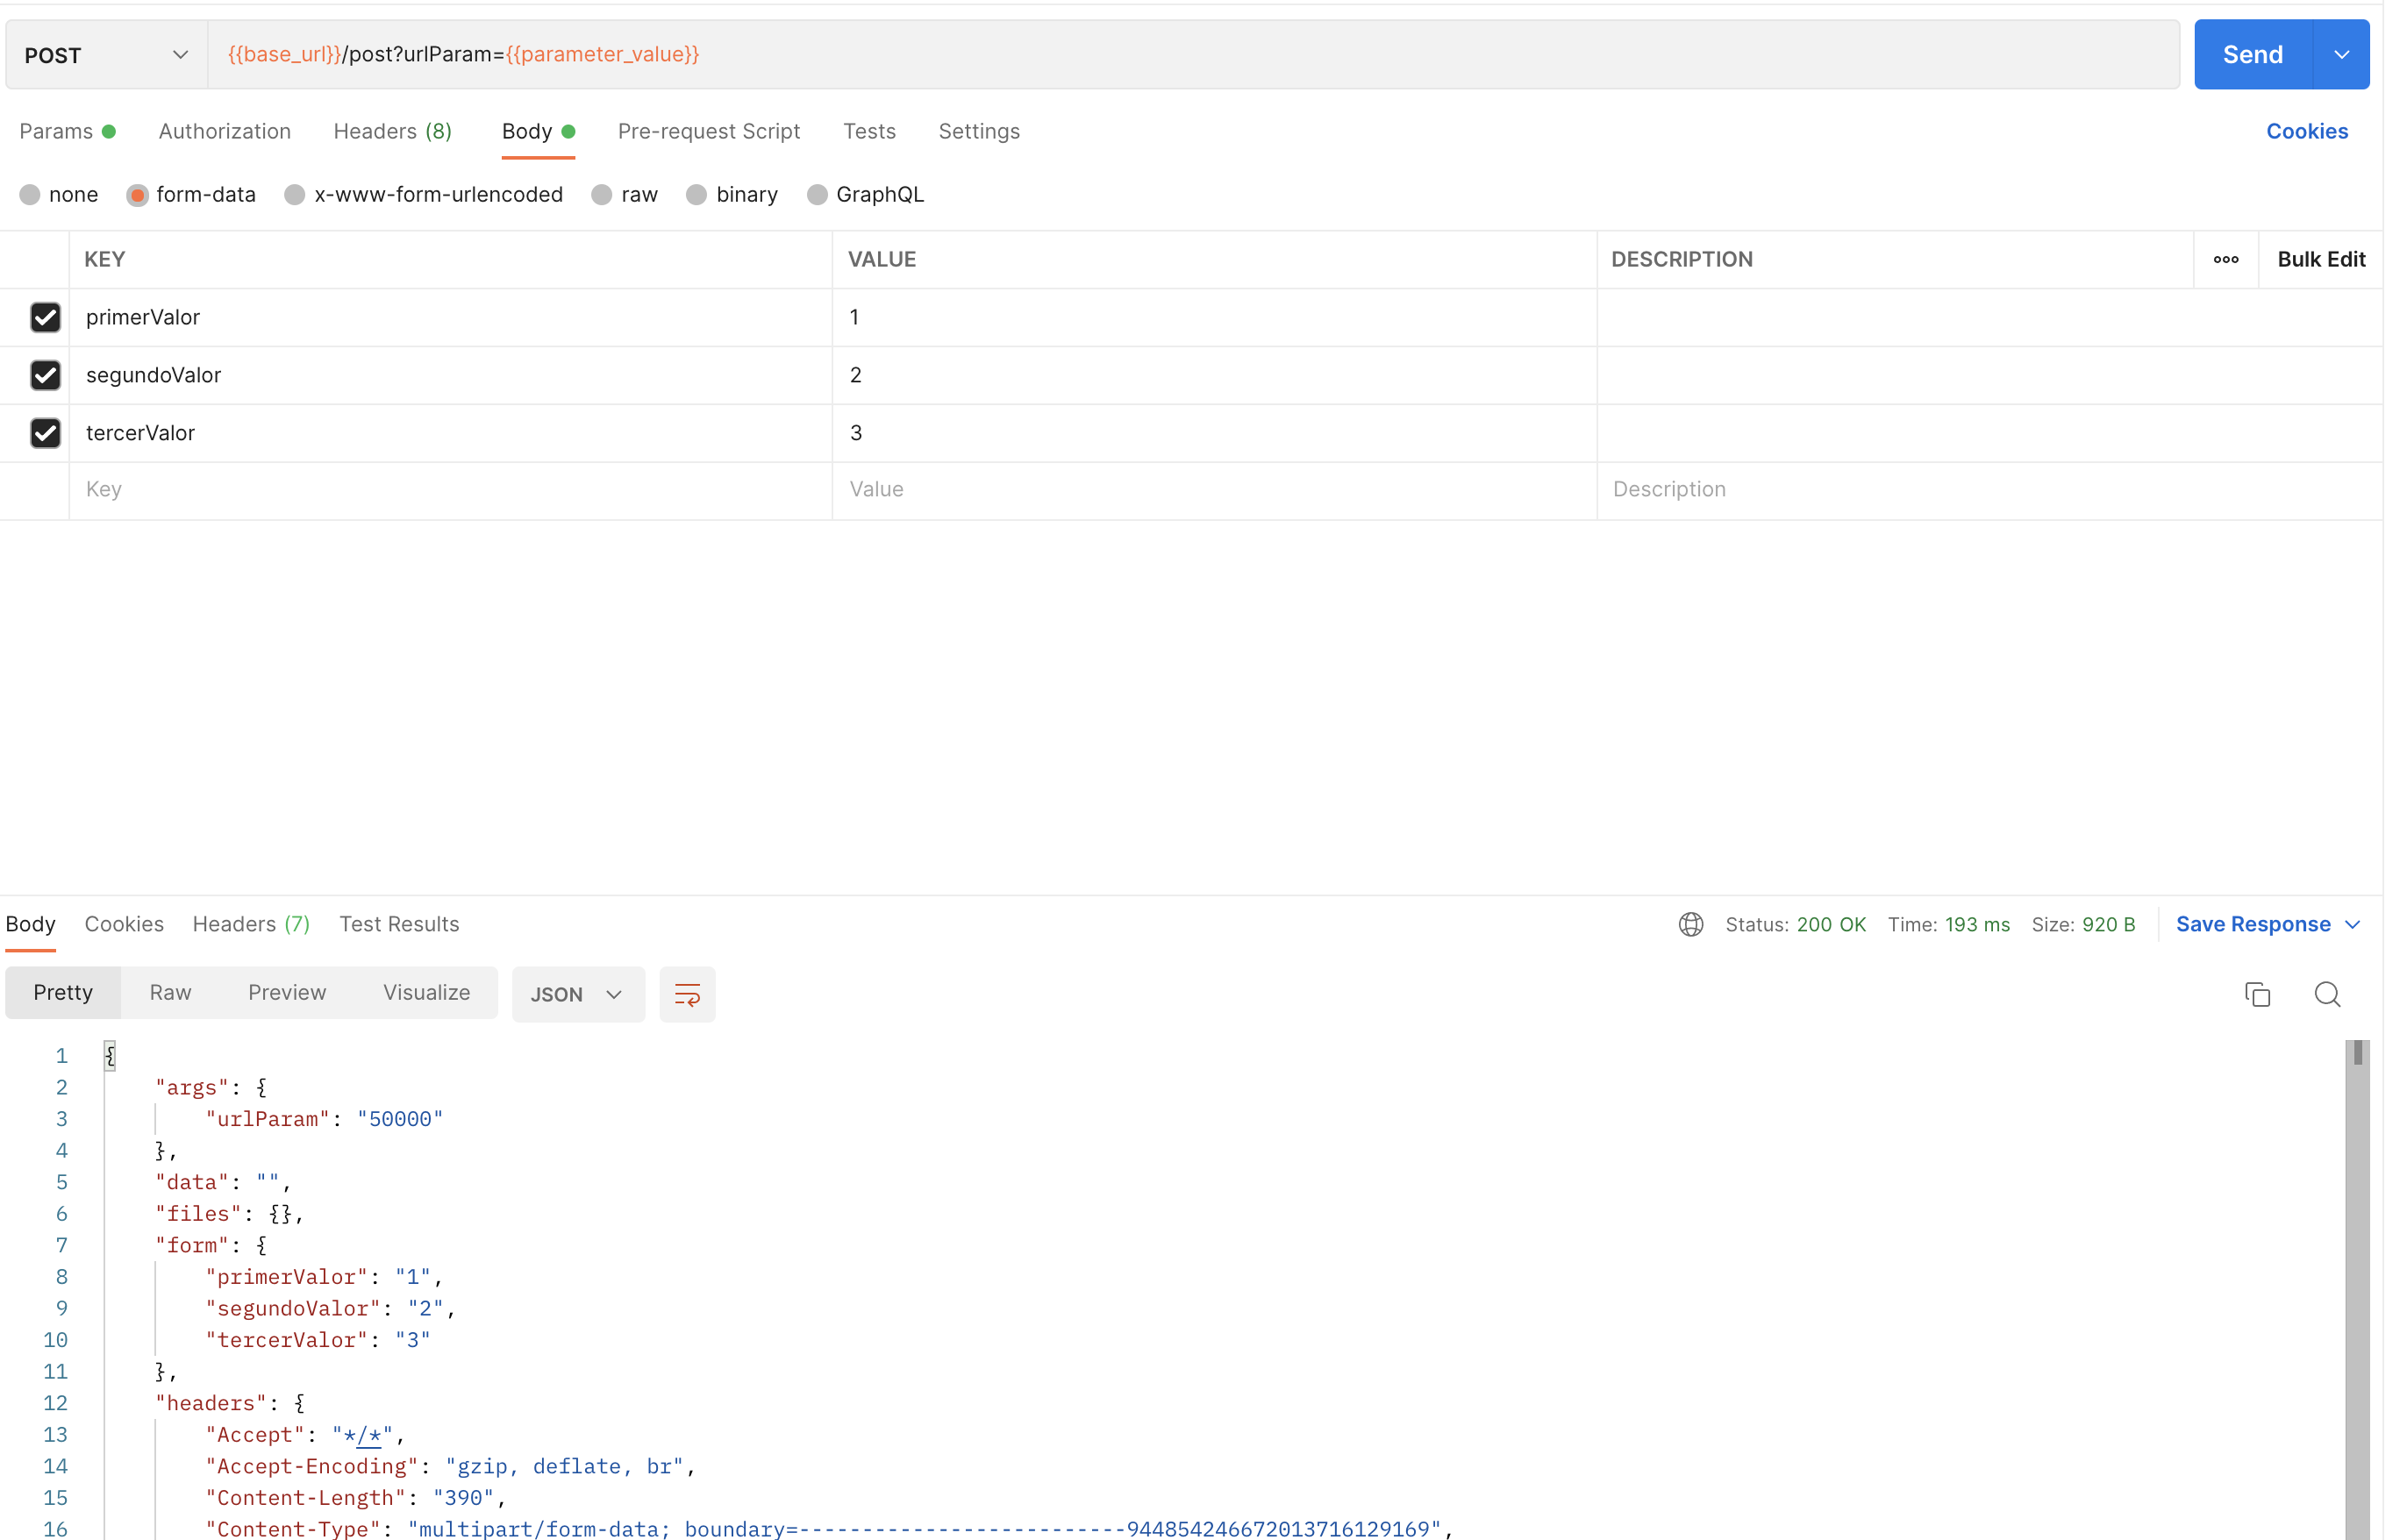 POST {{base_url}}/post?urlParam={{parameter_value}} Send
Params Authorization Headers (8) Body Pre-request Script Tests Settings Cookies
none form-data x-www-form-urlencoded raw binary GraphQL
KEY VALUE DESCRIPTION ooo Bulk Edit
primerValor 1
segundoValor 2
tercerValor 3
Key Value Description
Body Cookies Headers (7) Test Results Status: 200 OK Time: 193 ms Size: 920 B Save Response
Pretty Raw Preview Visualize JSON
1 {
2 "args": {
3 "urlParam": "50000"
4 },
5 "data": "",
6 "files": {},
7 "form": {
8 "primerValor": "1",
9 "segundoValor": "2",
10 "tercerValor": "3"
11 },
12 "headers": {
13 "Accept": "*/*",
14 "Accept-Encoding": "gzip, deflate, br",
15 "Content-Length": "390",
16 "Content-Type": "multipart/form-data; boundary=--------------------------944854246672013716129169",